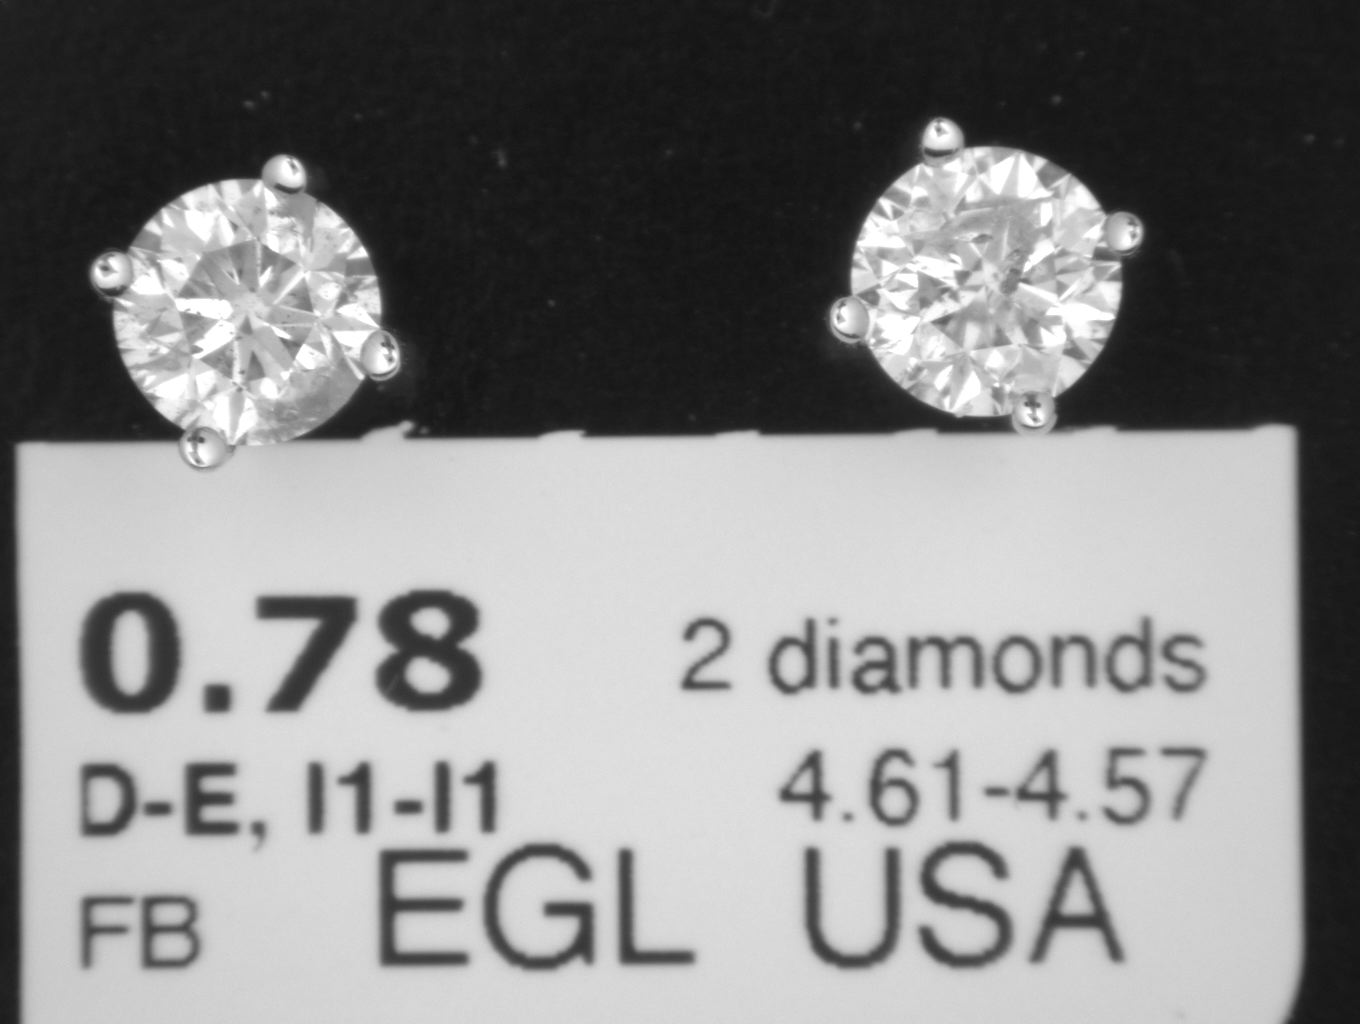 0.78 2 diamonds
D-E, I1-I1 4.61-4.57
FB EGL USA